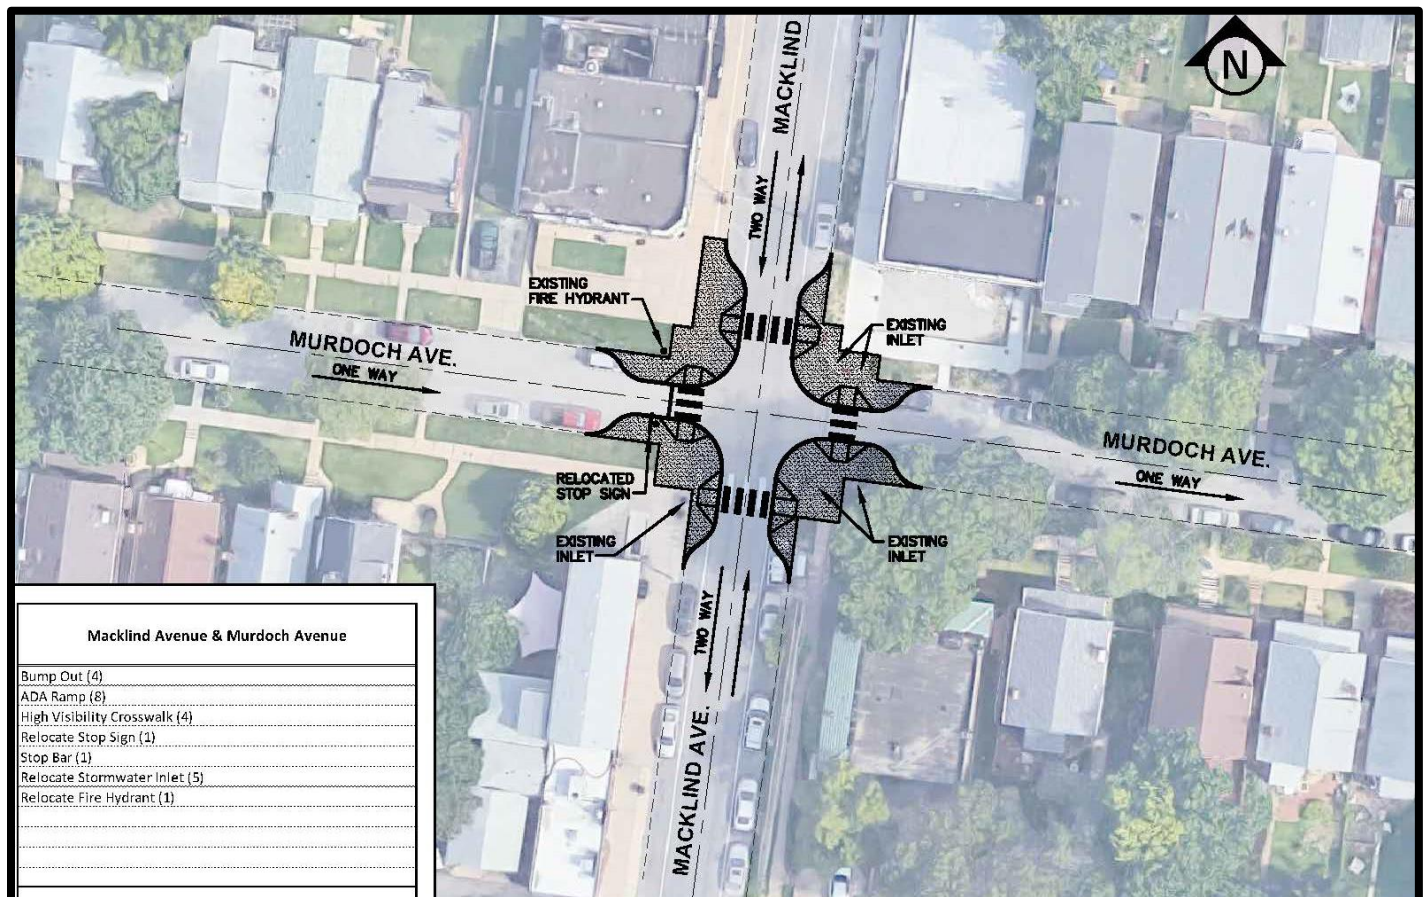 MACKLIND
N
TWO WAY
EXISTING
FIRE HYDRANT
EXISTING
INLET
MURDOCH AVE.
ONE WAY
MURDOCH AVE.
ONE WAY
RELOCATED
STOP SIGN
EXISTING
INLET
EXISTING
INLET
TWO WAY
MACKLIND AVE.
Macklind Avenue & Murdoch Avenue
Bump Out (4)
ADA Ramp (8)
High Visibility Crosswalk (4)
Relocate Stop Sign (1)
Stop Bar (1)
Relocate Stormwater Inlet (5)
Relocate Fire Hydrant (1)